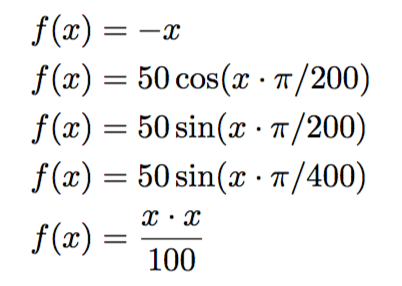 f(x) = −x
f(x) = 50 cos(x · π/200)
f(x) = 50 sin(x · π/200)
f(x) = 50 sin(x · π/400)
f(x) = x · x / 100